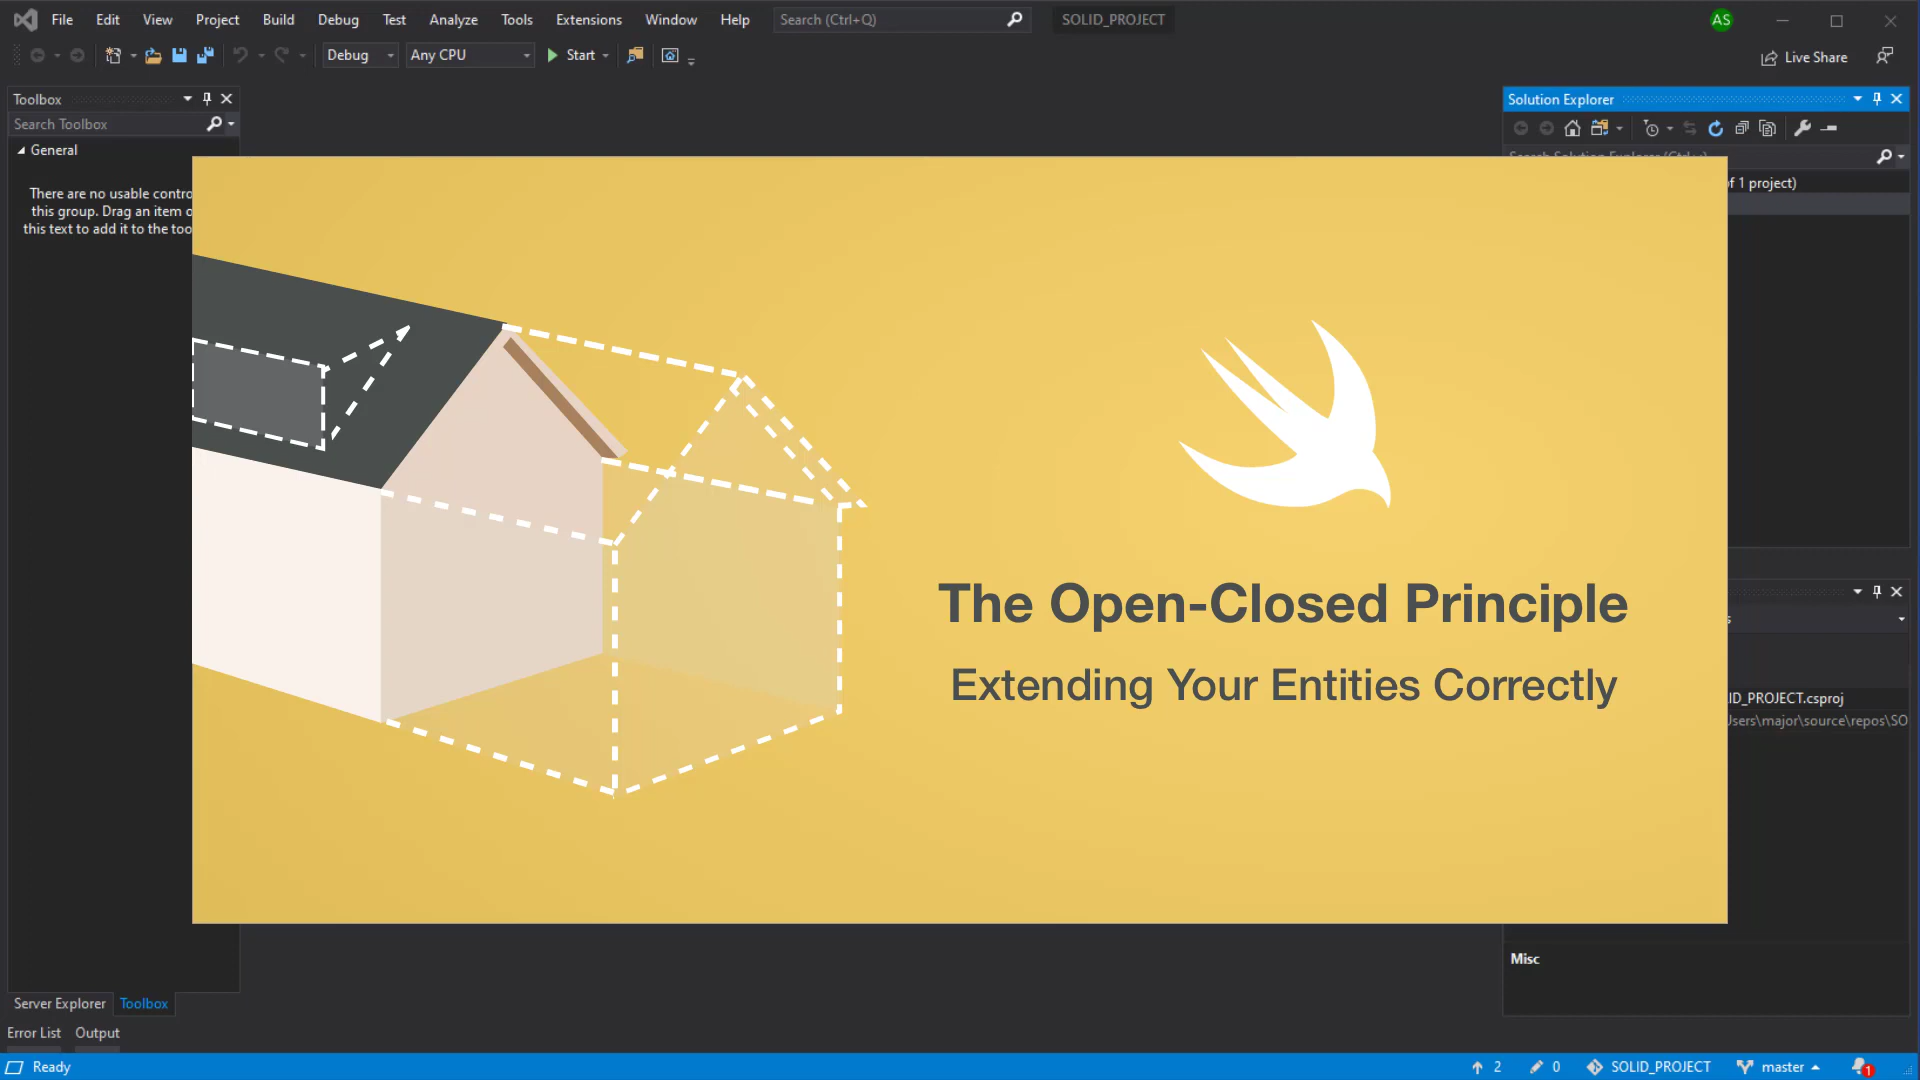 File Edit View Project Build Debug Test Analyze Tools Extensions Window Help Search (Ctrl+Q) SOLID_PROJECT AS
Debug Any CPU Start Live Share
Toolbox
Search Toolbox
General
There are no usable contro
this group. Drag an item o
this text to add it to the too
Solution Explorer
f 1 project)
The Open-Closed Principle
Extending Your Entities Correctly
s
ID_PROJECT.csproj
Jsers\major\source\repos\SO
Misc
Server Explorer Toolbox
Error List Output
Ready 2 0 SOLID_PROJECT master 1